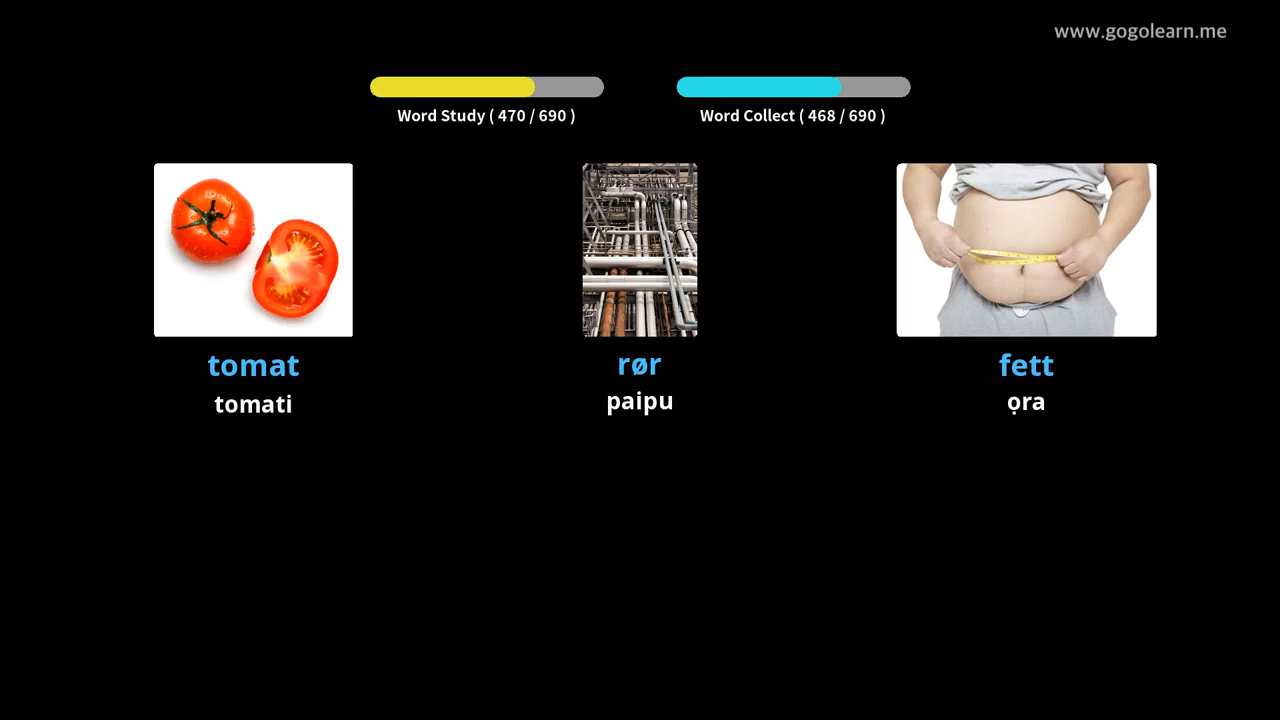 www.gogolearn.me
Word Study ( 470 / 690 )
Word Collect ( 468 / 690 )
tomat
tomati
rør
paipu
fett
ọra